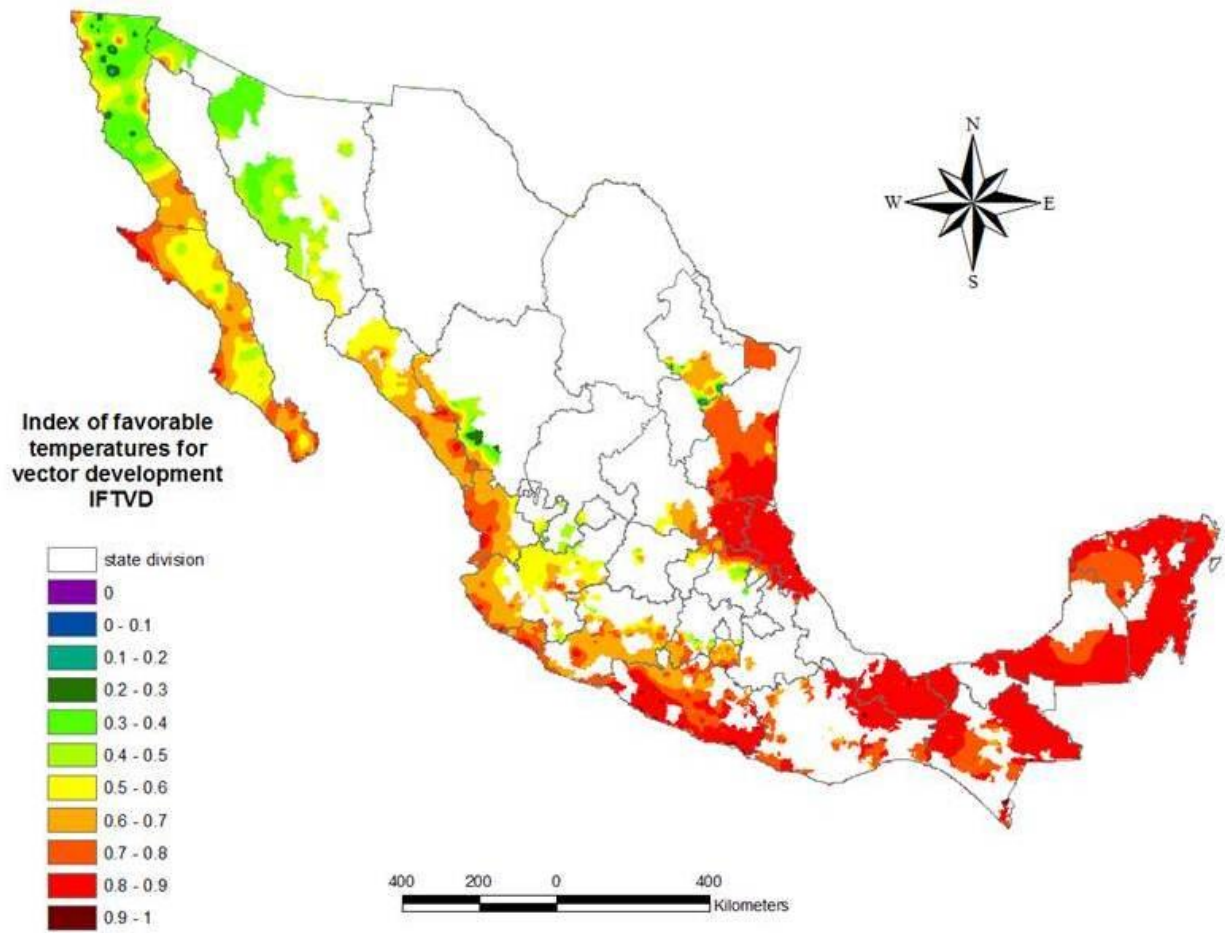 N
W
E
S
Index of favorable
temperatures for
vector development
IFTVD
state division
0
0 - 0.1
0.1 - 0.2
0.2 - 0.3
0.3 - 0.4
0.4 - 0.5
0.5 - 0.6
0.6 - 0.7
0.7 - 0.8
0.8 - 0.9
0.9 - 1
400 200 0 400
Kilometers